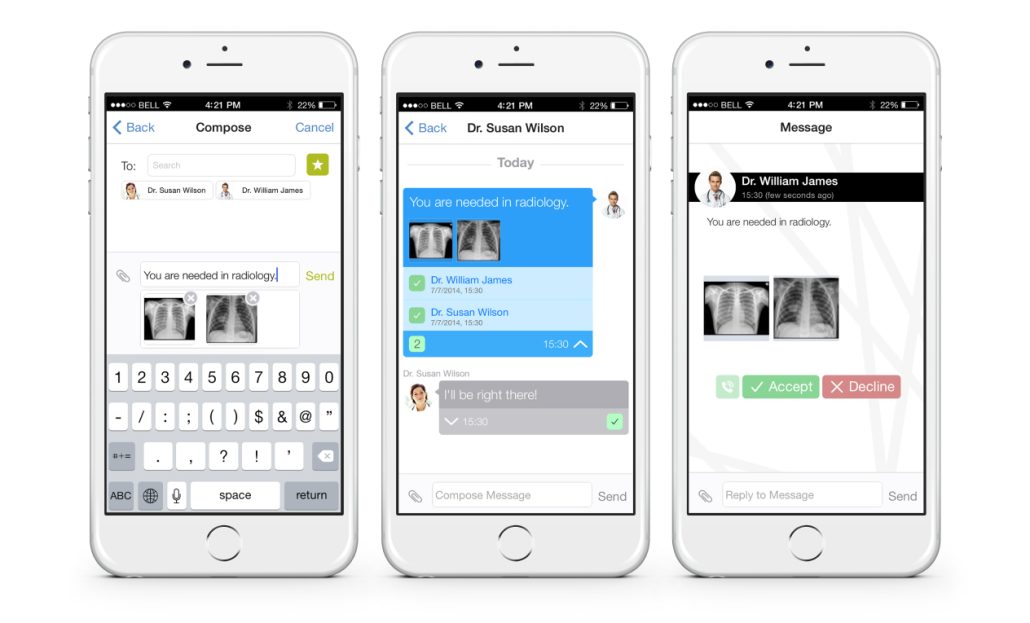 BELL 4:21 PM 22%
Back Compose Cancel
To: Search
Dr. Susan Wilson Dr. William James
You are needed in radiology. Send
1 2 3 4 5 6 7 8 9 0
- / : ; ( ) $ & @ ”
#+= . , ? ! ’
ABC space return
BELL 4:21 PM 22%
Back Dr. Susan Wilson
Today
You are needed in radiology.
Dr. William James
7/7/2014, 15:30
Dr. Susan Wilson
7/7/2014, 15:30
2 15:30
Dr. Susan Wilson
I'll be right there!
15:30
Compose Message Send
BELL 4:21 PM 22%
Message
Dr. William James
15:30 (few seconds ago)
You are needed in radiology.
Accept Decline
Reply to Message Send